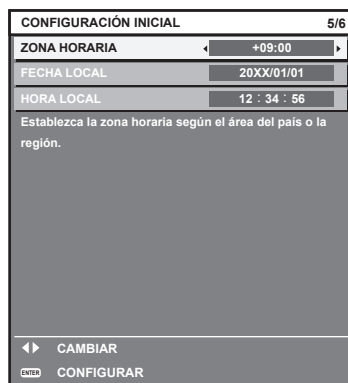 CONFIGURACIÓN INICIAL 5/6
ZONA HORARIA +09:00
FECHA LOCAL 20XX/01/01
HORA LOCAL 12 : 34 : 56
Establezca la zona horaria según el área del país o la
región.
CAMBIAR
ENTER CONFIGURAR